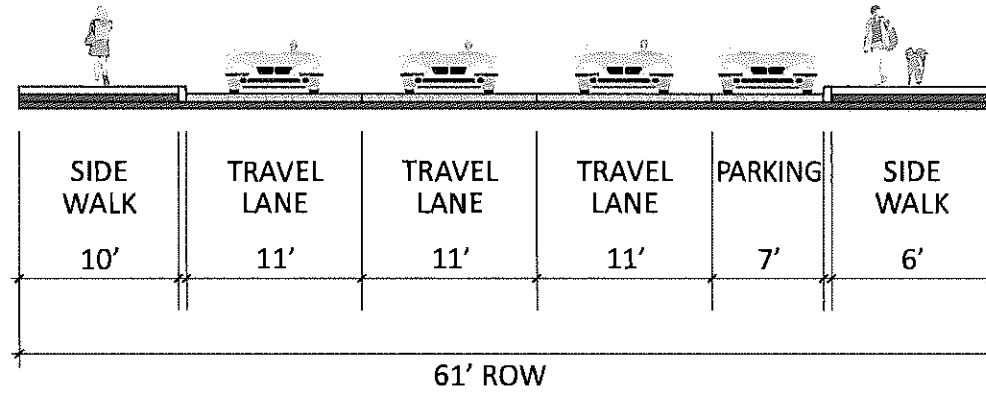 SIDE WALK
10'
TRAVEL LANE
11'
TRAVEL LANE
11'
TRAVEL LANE
11'
PARKING
7'
SIDE WALK
6'
61' ROW